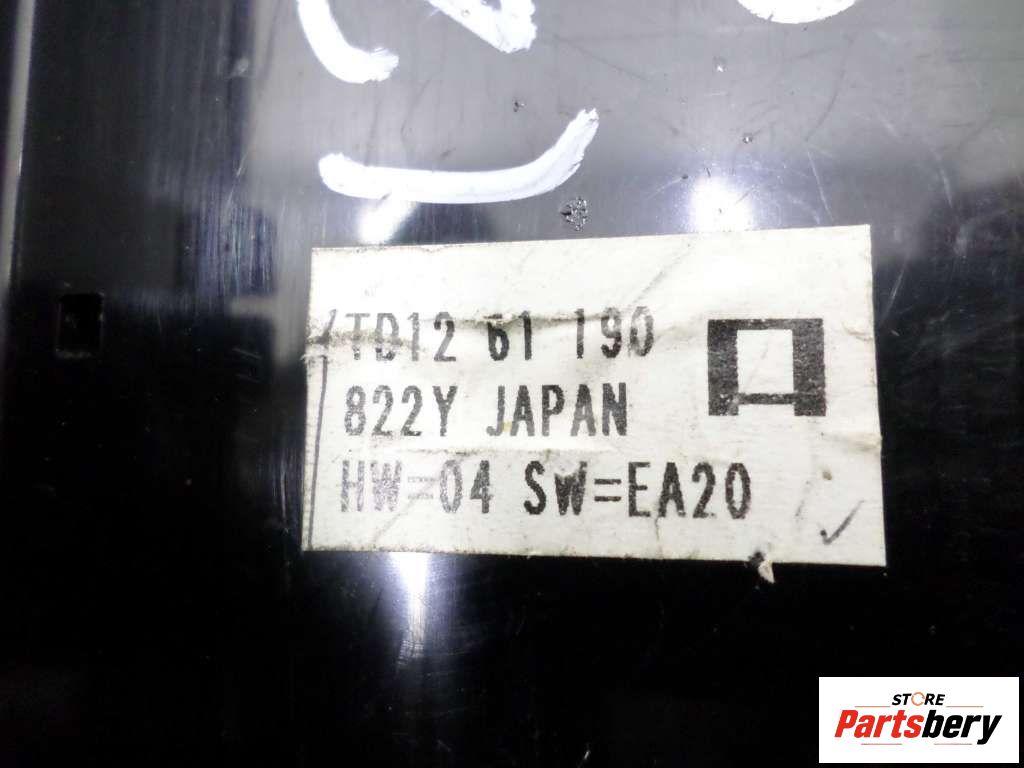 TD12 61 190
822Y JAPAN
HW=04 SW=EA20
STORE
Partsbery